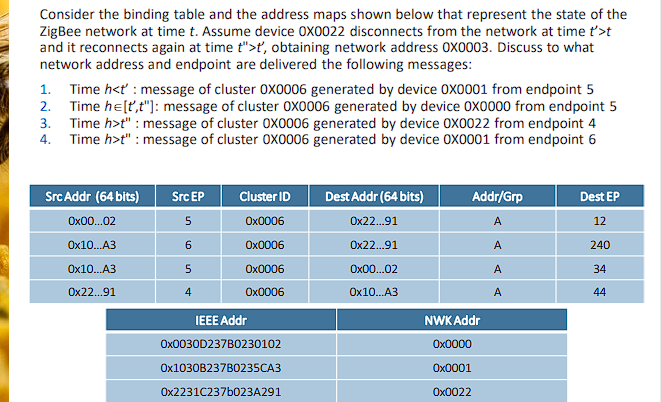 Consider the binding table and the address maps shown below that represent the state of the
ZigBee network at time t. Assume device 0X0022 disconnects from the network at time t'>t
and it reconnects again at time t">t', obtaining network address 0X0003. Discuss to what
network address and endpoint are delivered the following messages:
1. Time h<t' : message of cluster 0X0006 generated by device 0X0001 from endpoint 5
2. Time h∈[t',t"]: message of cluster 0X0006 generated by device 0X0000 from endpoint 5
3. Time h>t" : message of cluster 0X0006 generated by device 0X0022 from endpoint 4
4. Time h>t" : message of cluster 0X0006 generated by device 0X0001 from endpoint 6
Src Addr (64 bits) Src EP Cluster ID Dest Addr (64 bits) Addr/Grp Dest EP
0x00...02 5 0x0006 0x22...91 A 12
0x10...A3 6 0x0006 0x22...91 A 240
0x10...A3 5 0x0006 0x00...02 A 34
0x22...91 4 0x0006 0x10...A3 A 44
IEEE Addr NWK Addr
0x0030D237B0230102 0x0000
0x1030B237B0235CA3 0x0001
0x2231C237b023A291 0x0022